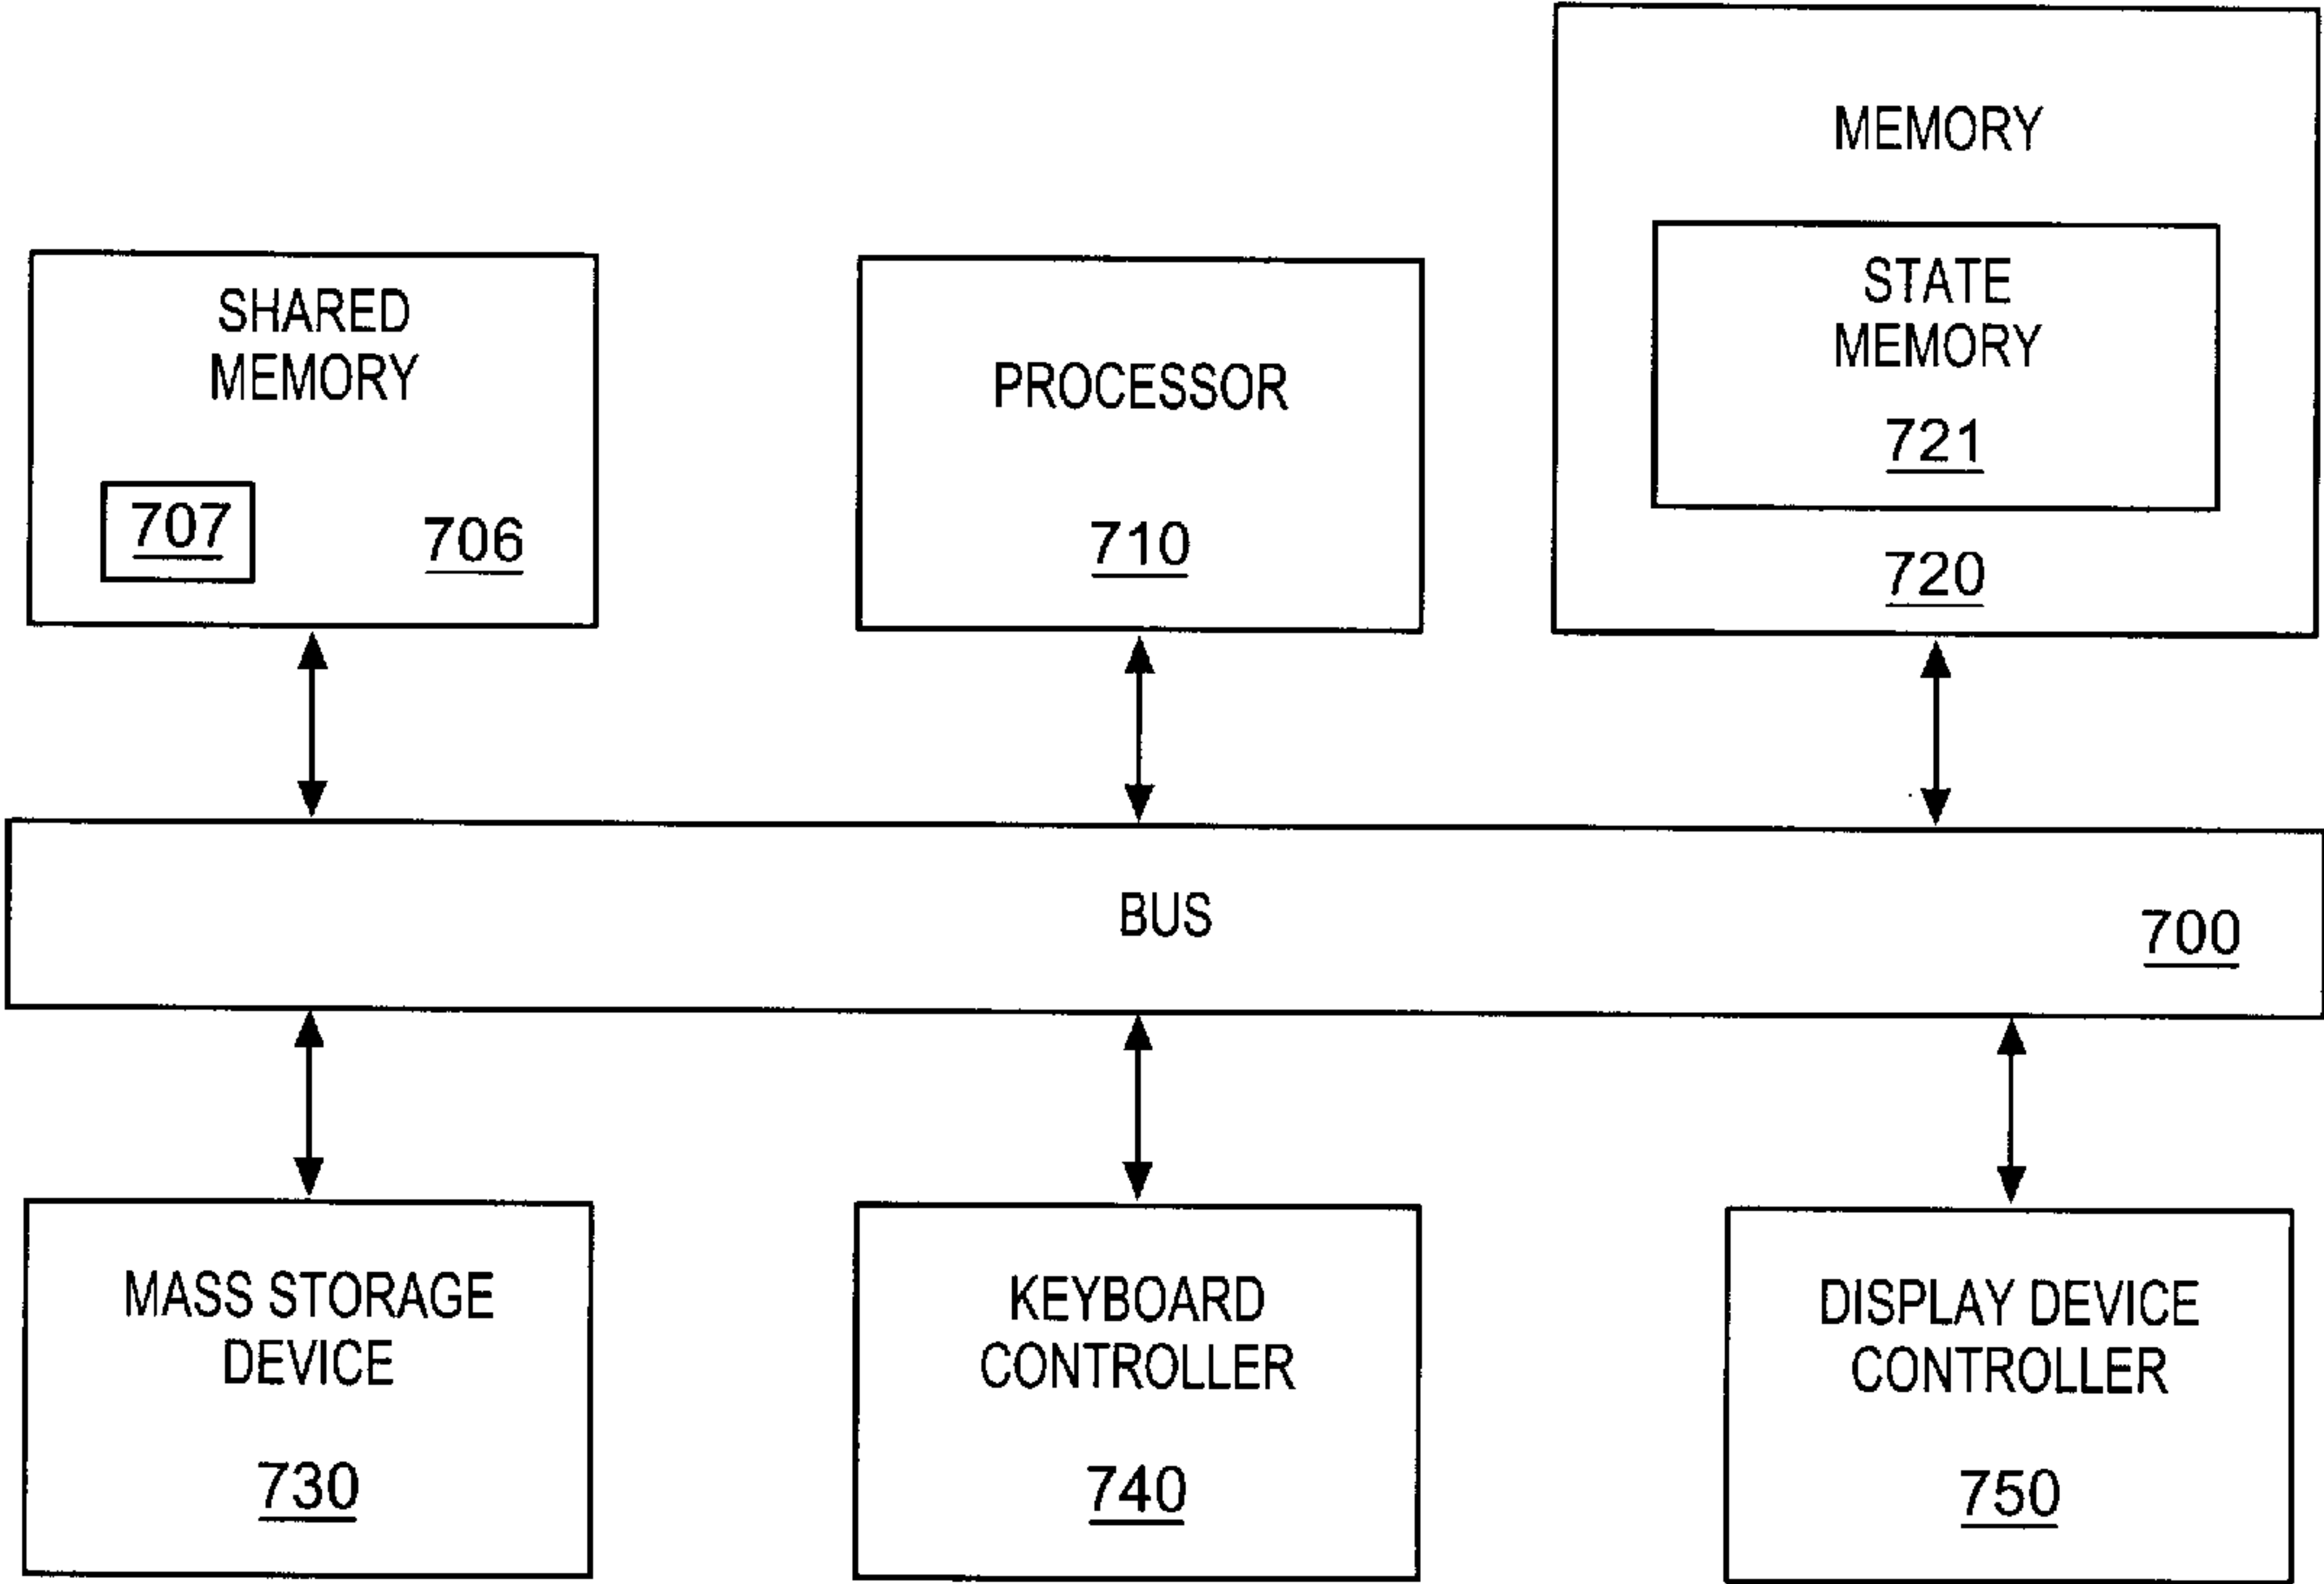 MEMORY
STATE
MEMORY
721
720
SHARED
MEMORY
707
706
PROCESSOR
710
BUS
700
MASS STORAGE
DEVICE
730
KEYBOARD
CONTROLLER
740
DISPLAY DEVICE
CONTROLLER
750